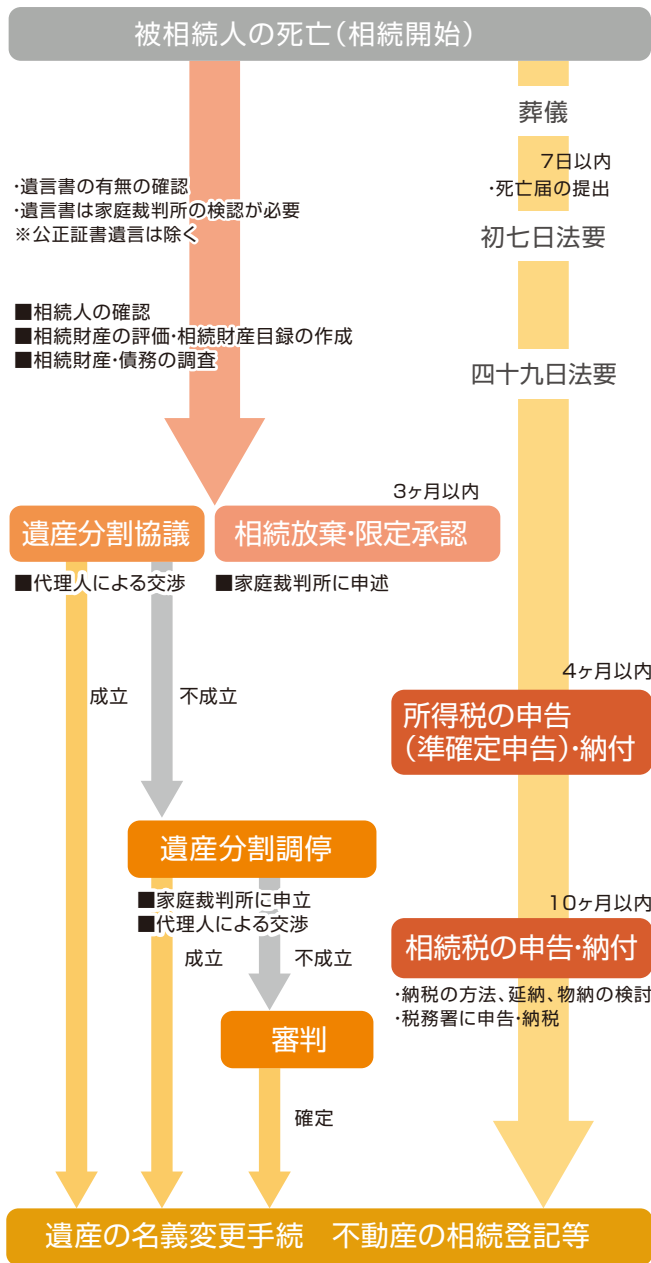 被相続人の死亡(相続開始)
葬儀
7日以内
・死亡届の提出
・遺言書の有無の確認
・遺言書は家庭裁判所の検認が必要
※公正証書遺言は除く
初七日法要
■相続人の確認
■相続財産の評価・相続財産目録の作成
■相続財産・債務の調査
四十九日法要
3ヶ月以内
遺産分割協議
相続放棄・限定承認
■代理人による交渉
■家庭裁判所に申述
4ヶ月以内
成立
不成立
所得税の申告
(準確定申告)・納付
遺産分割調停
■家庭裁判所に申立
■代理人による交渉
10ヶ月以内
相続税の申告・納付
成立
不成立
・納税の方法、延納、物納の検討
・税務署に申告・納税
審判
確定
遺産の名義変更手続 不動産の相続登記等